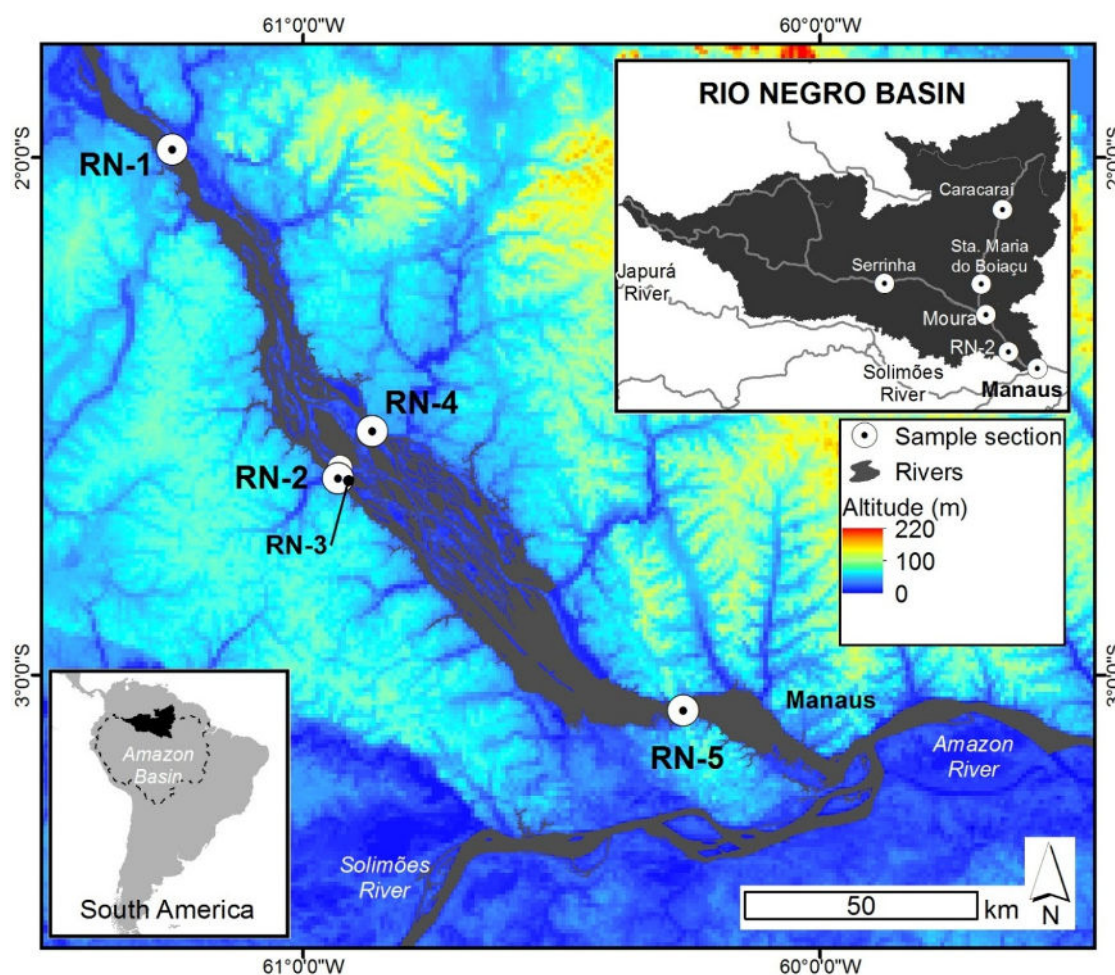 61°0'0"W
60°0'0"W
2°0'0"S
2°0'0"S
RN-1
RIO NEGRO BASIN
Caracaraí
Sta. Maria
do Boiaçu
Serrinha
Japurá
River
Moura
RN-2
Solimões
River
Manaus
RN-4
RN-2
RN-3
Sample section
Rivers
Altitude (m)
220
100
0
3°0'0"S
3°0'0"S
Manaus
RN-5
Amazon
River
Amazon
Basin
South America
Solimões
River
50
km
N
61°0'0"W
60°0'0"W